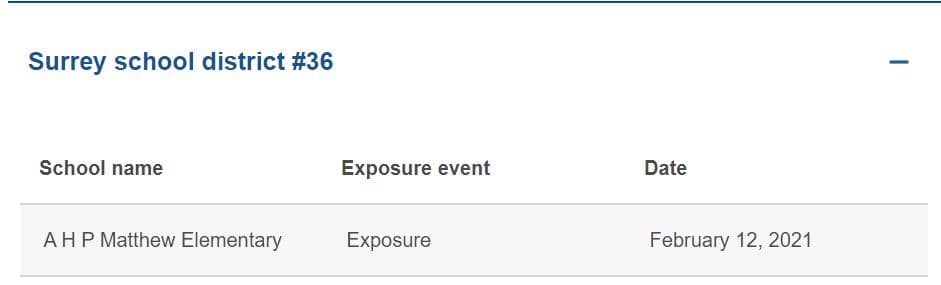 Surrey school district #36
School name Exposure event Date
A H P Matthew Elementary Exposure February 12, 2021